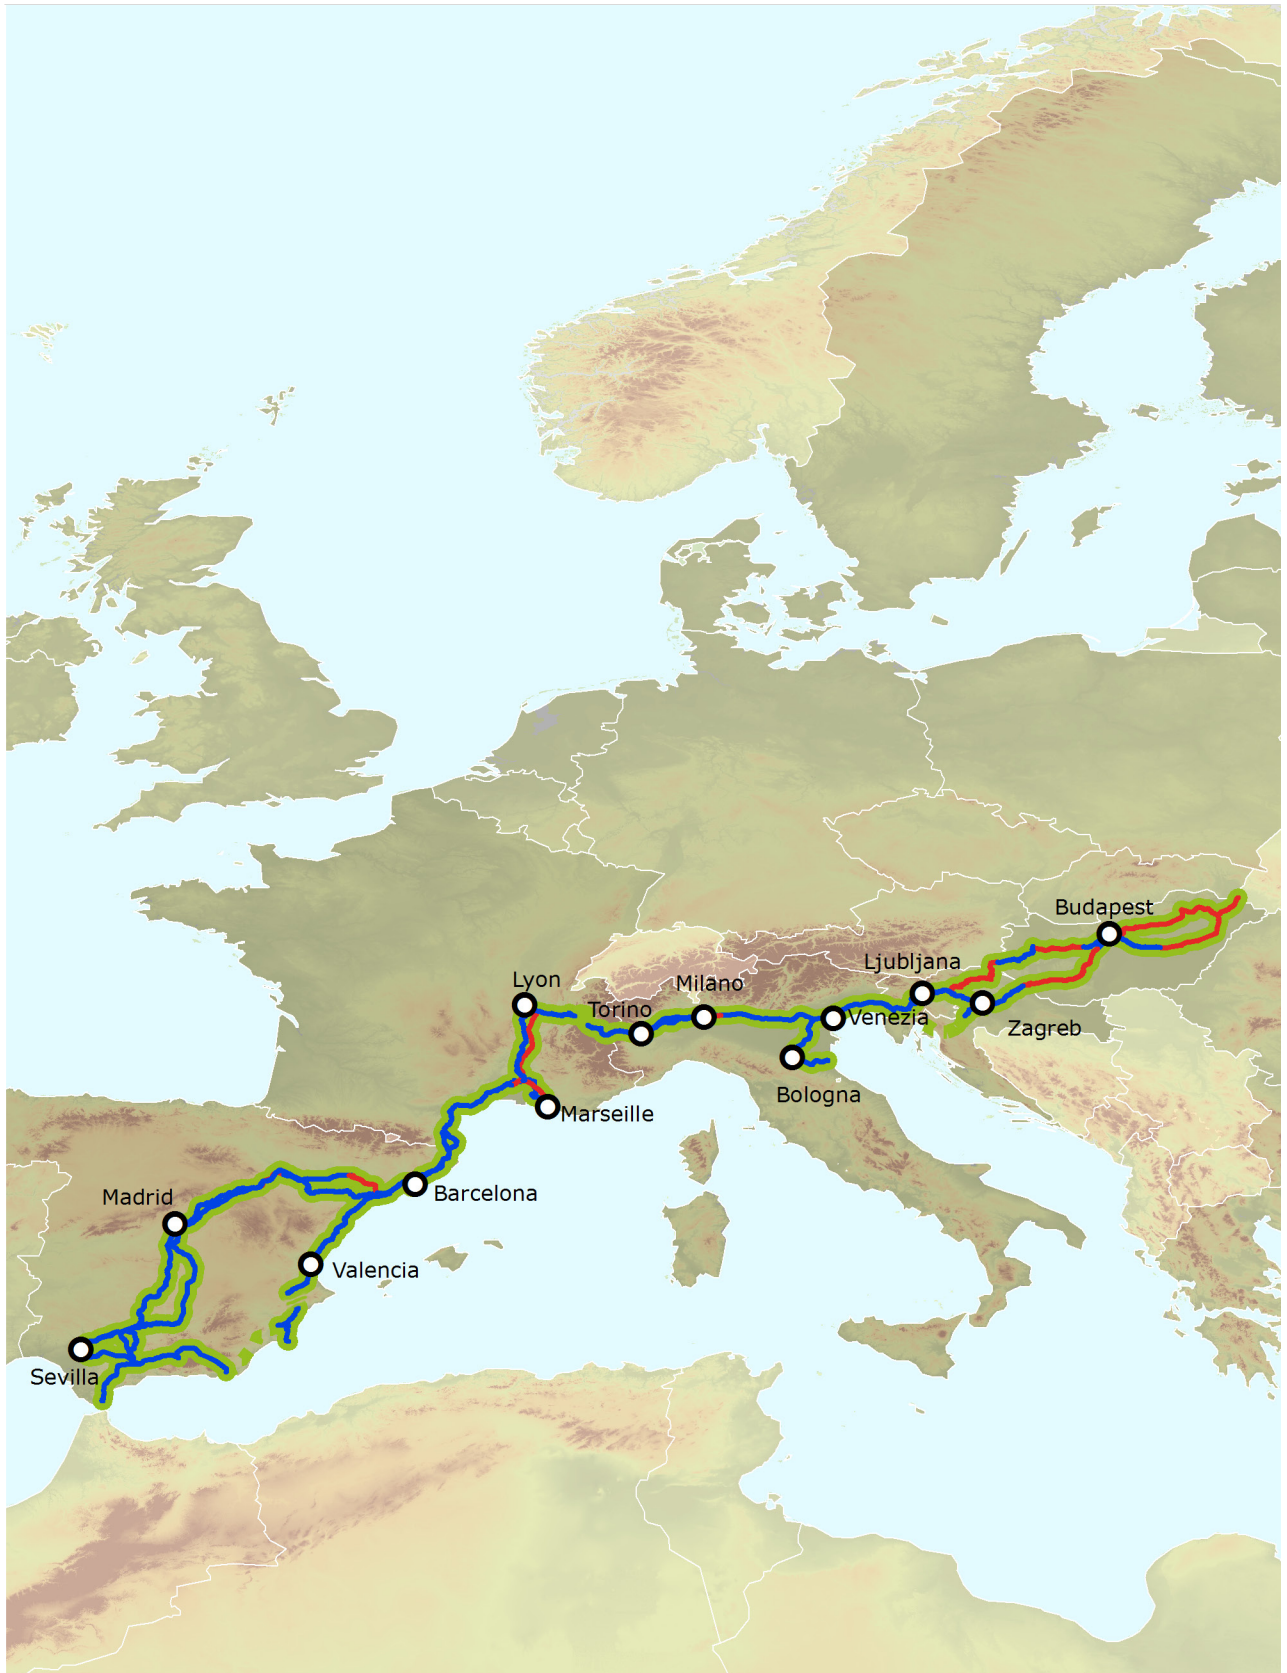 Budapest
Ljubljana
Lyon
Milano
Torino
Venezia
Zagreb
Bologna
Marseille
Madrid
Barcelona
Valencia
Sevilla